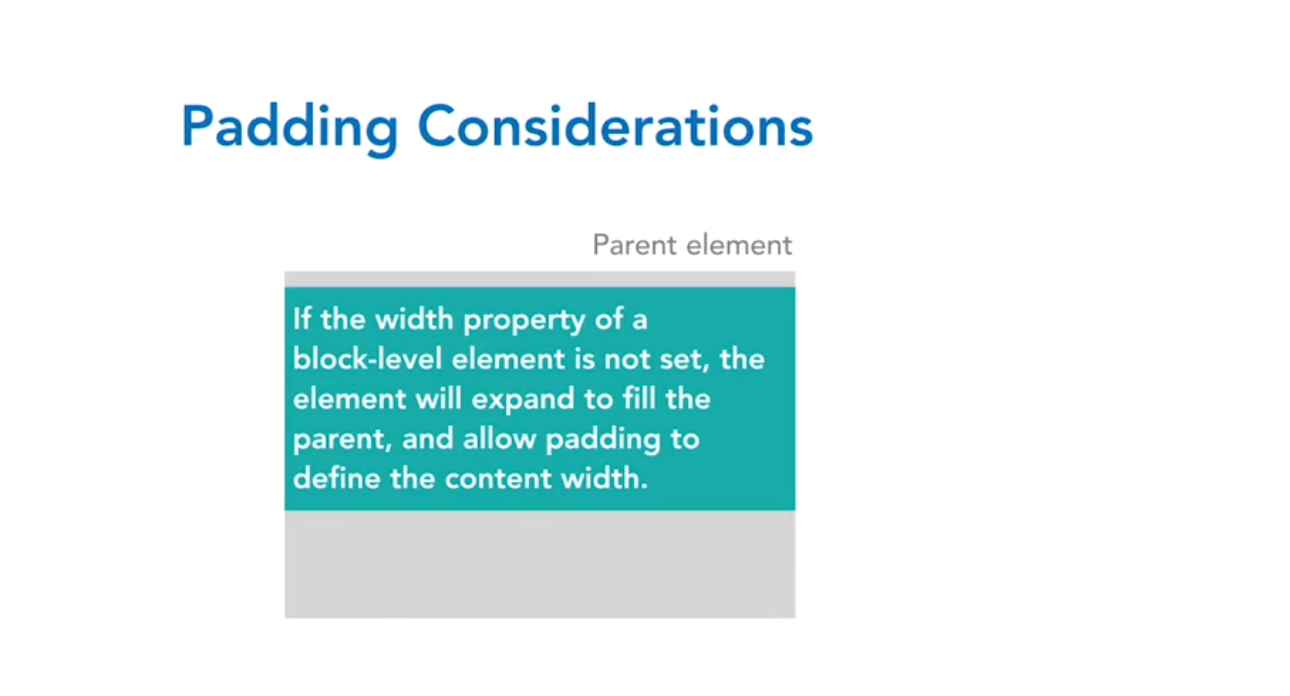 Padding Considerations
Parent element
If the width property of a
block-level element is not set, the
element will expand to fill the
parent, and allow padding to
define the content width.